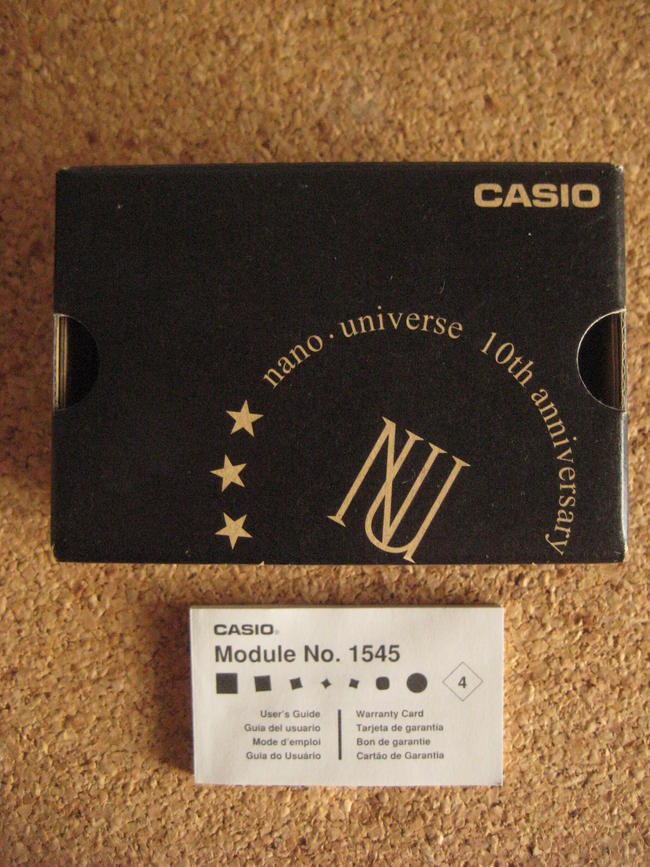 CASIO
nano·universe 10th anniversary
NU
CASIO®
Module No. 1545
4
User's Guide
Guia del usuario
Mode d'emploi
Guia do Usuário
Warranty Card
Tarjeta de garantía
Bon de garantie
Cartão de Garantia